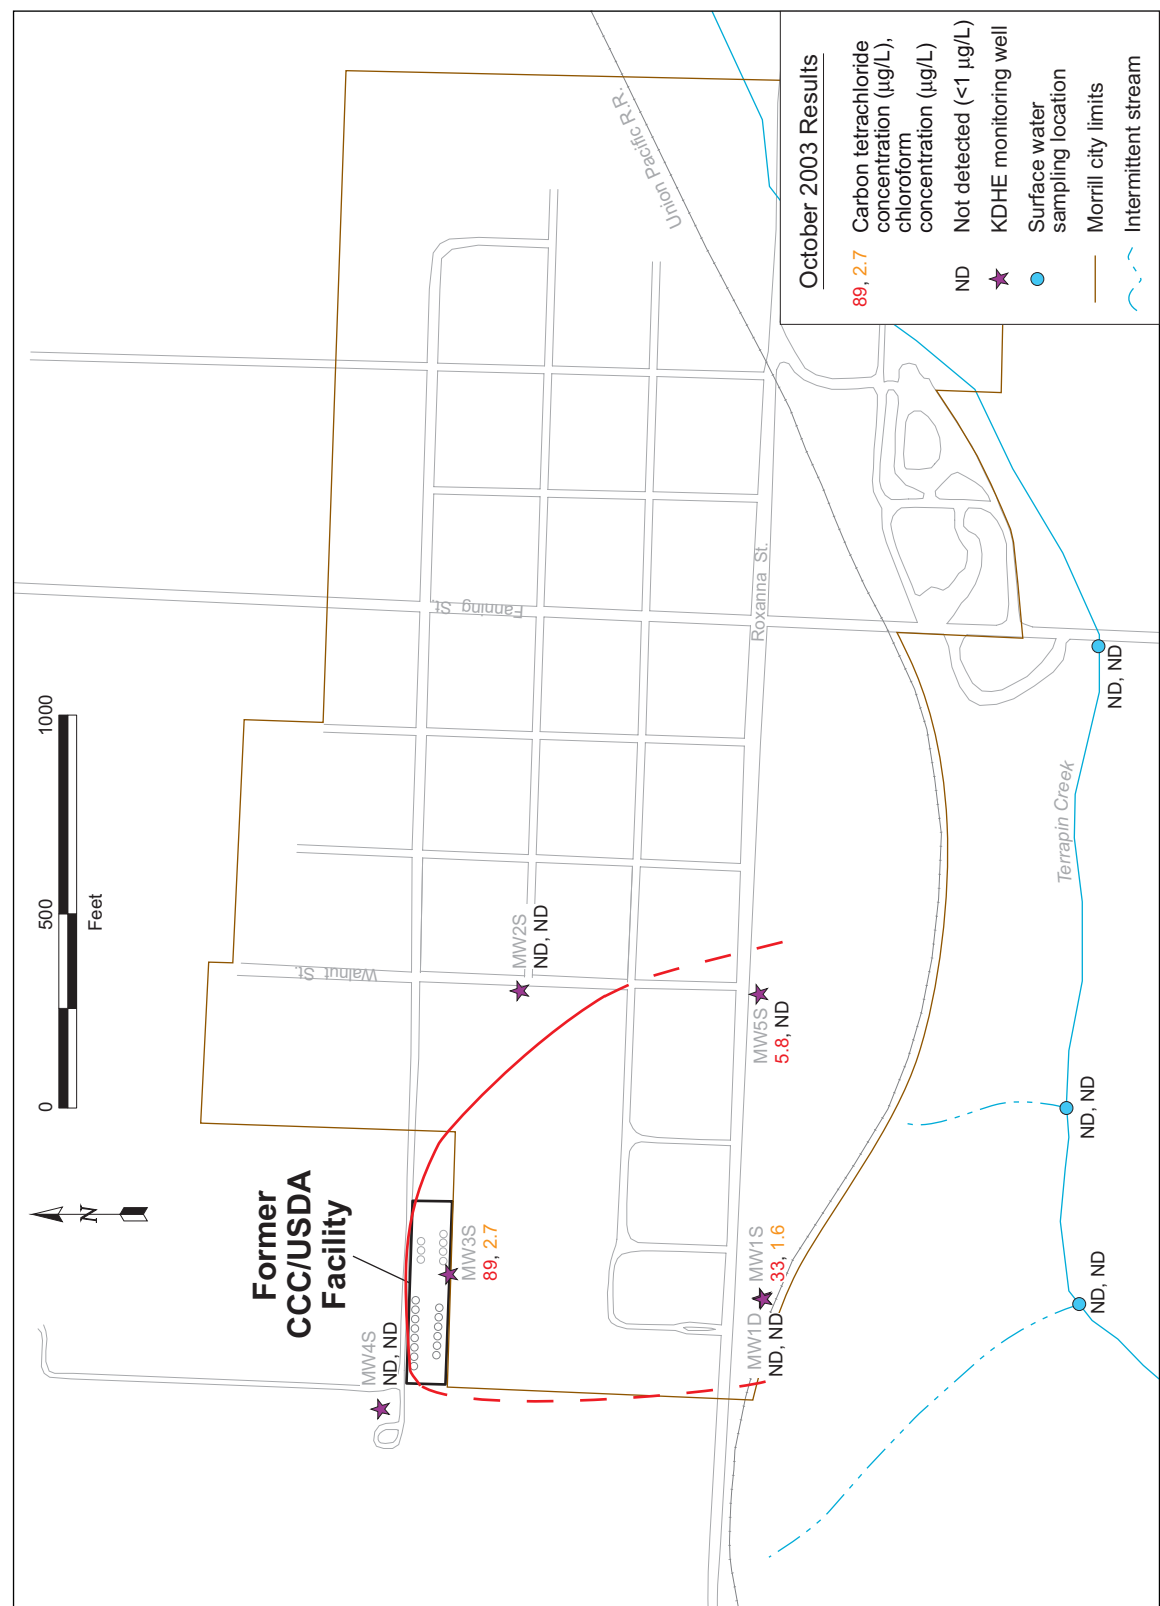 0
500
1000
Feet
N
Former
CCC/USDA
Facility
MW4S
ND, ND
MW3S
89, 2.7
MW2S
ND, ND
Walnut St.
Fanning St.
Roxanna St.
Union Pacific R.R.
MW1D
ND, ND
MW1S
33, 1.6
MW5S
5.8, ND
Terrapin Creek
ND, ND
ND, ND
ND, ND
October 2003 Results
89, 2.7
Carbon tetrachloride
concentration (µg/L),
chloroform
concentration (µg/L)
ND
Not detected (<1 µg/L)
KDHE monitoring well
Surface water
sampling location
Morrill city limits
Intermittent stream